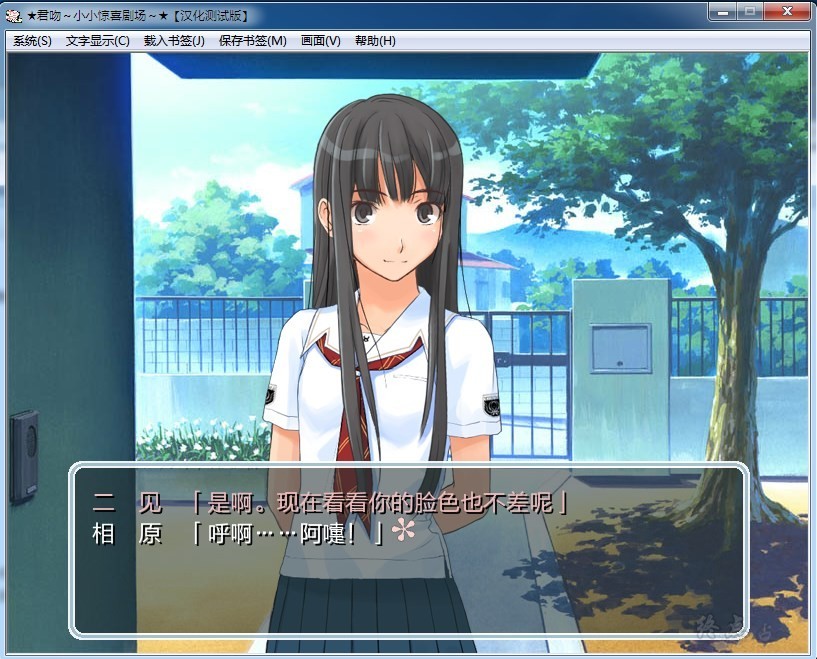 ★君吻～小小惊喜剧场～★【汉化测试版】
系统(S) 文字显示(C) 载入书签(J) 保存书签(M) 画面(V) 帮助(H)
二 见 「是啊。现在看看你的脸色也不差呢」
相 原 「呼啊……阿嚏！」